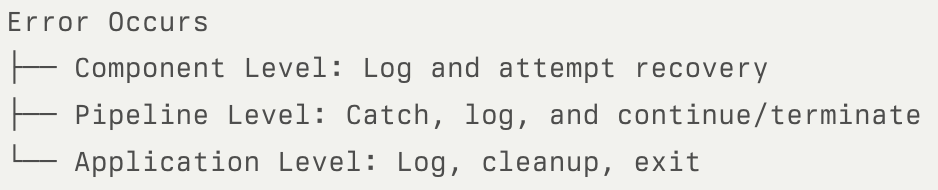 Error Occurs
├── Component Level: Log and attempt recovery
├── Pipeline Level: Catch, log, and continue/terminate
└── Application Level: Log, cleanup, exit